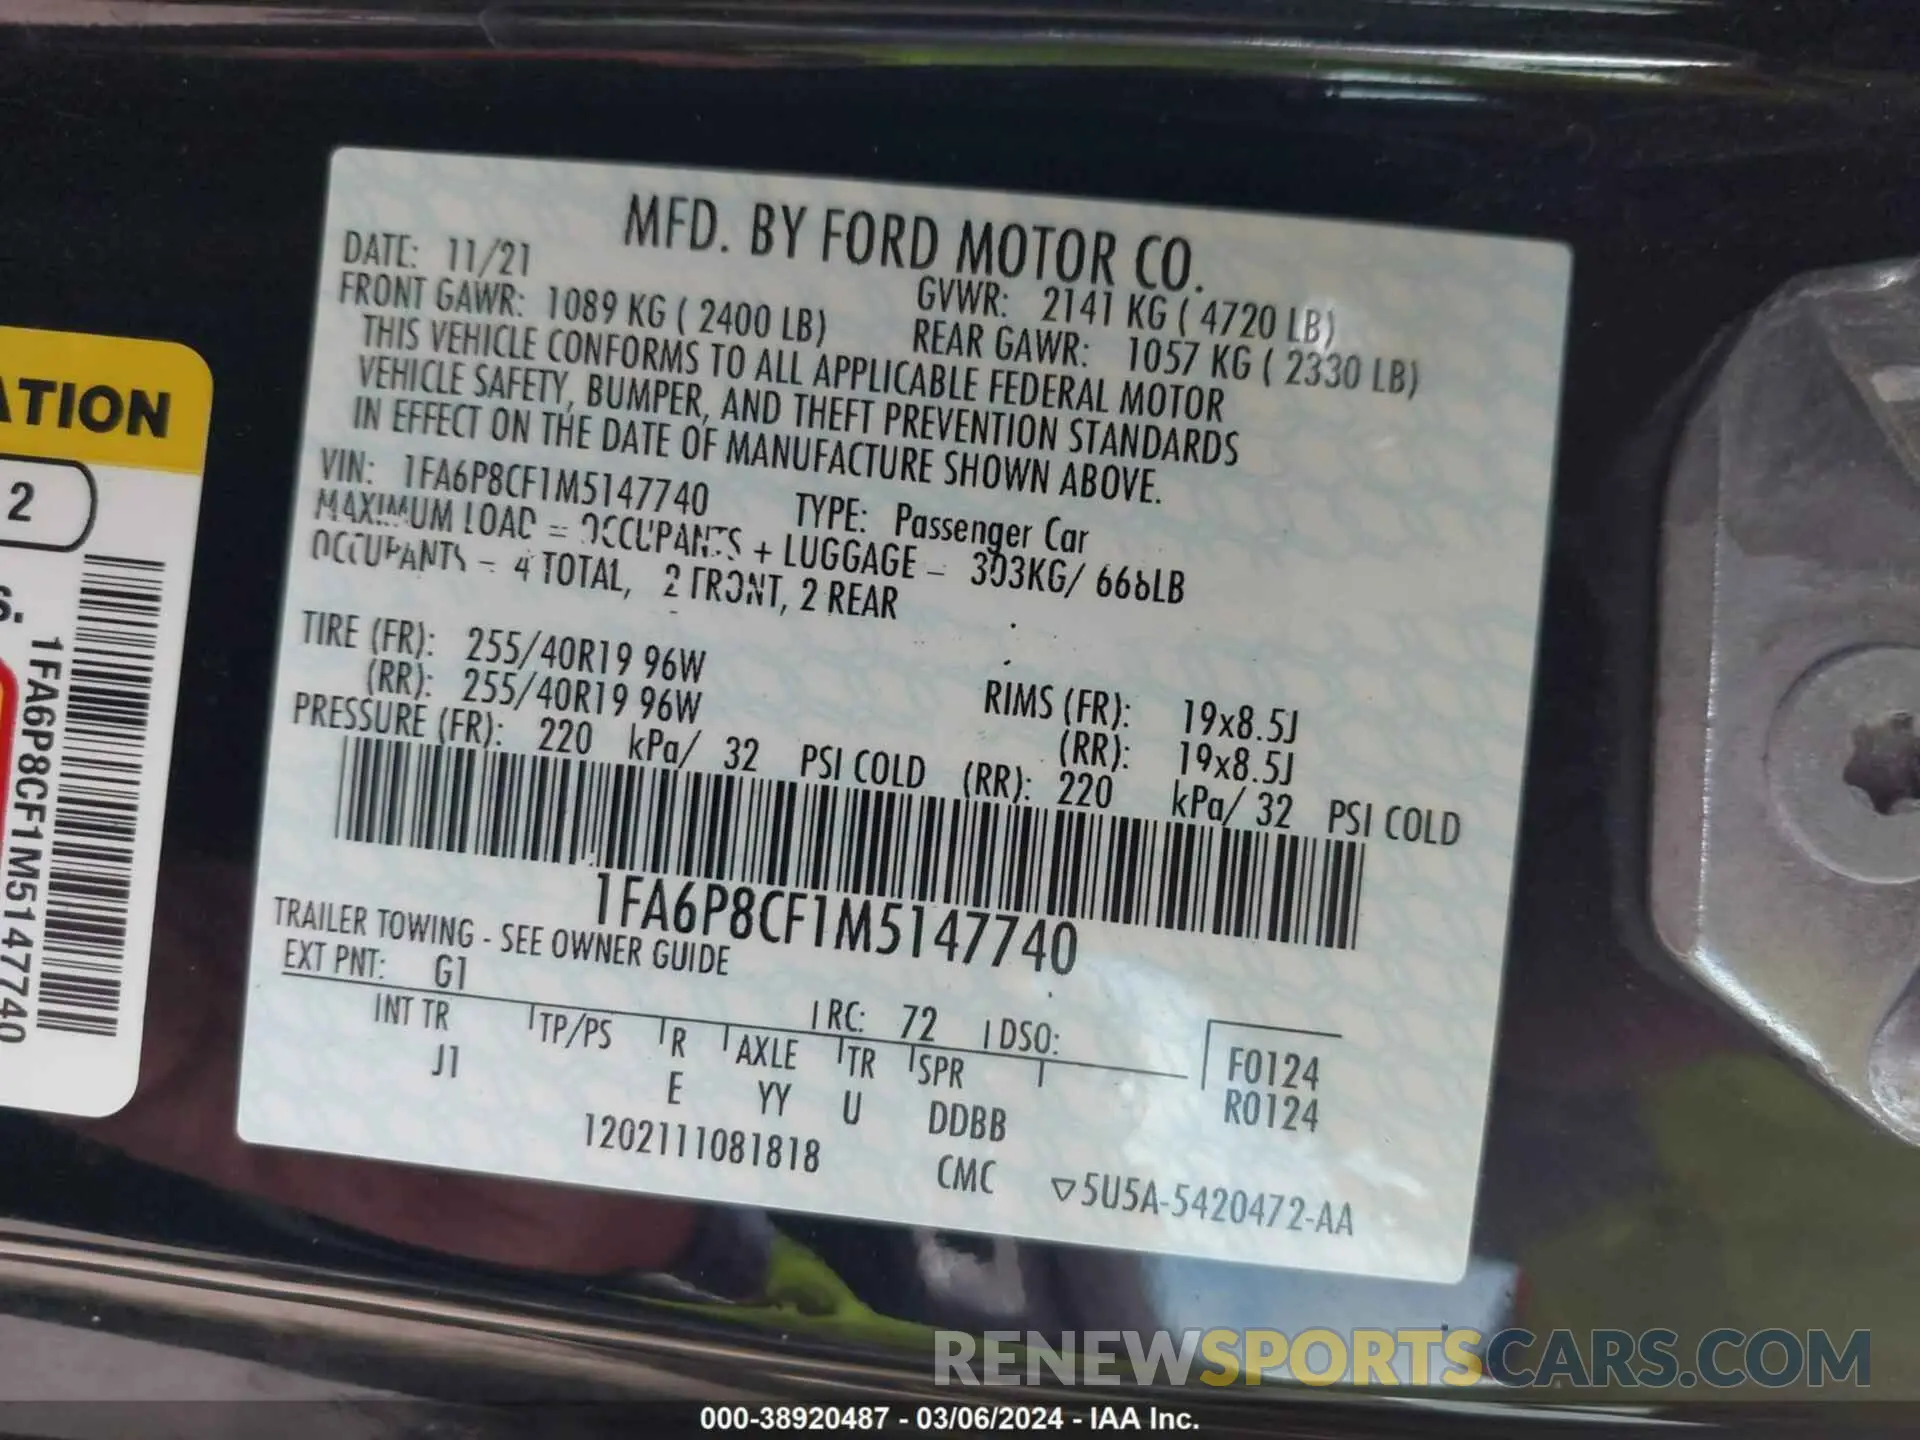 MFD. BY FORD MOTOR CO.
DATE: 11/21
GVWR: 2141 KG ( 4720 LB)
FRONT GAWR: 1089 KG ( 2400 LB)
REAR GAWR: 1057 KG ( 2330 LB)
THIS VEHICLE CONFORMS TO ALL APPLICABLE FEDERAL MOTOR
VEHICLE SAFETY, BUMPER, AND THEFT PREVENTION STANDARDS
IN EFFECT ON THE DATE OF MANUFACTURE SHOWN ABOVE.
VIN: 1FA6P8CF1M5147740 TYPE: Passenger Car
MAXIMUM LOAD = OCCUPANTS + LUGGAGE = 303KG/ 668LB
OCCUPANTS = 4 TOTAL, 2 FRONT, 2 REAR
TIRE (FR): 255/40R19 96W RIMS (FR): 19x8.5J
(RR): 255/40R19 96W (RR): 19x8.5J
PRESSURE (FR): 220 kPa/ 32 PSI COLD (RR): 220 kPa/ 32 PSI COLD
1FA6P8CF1M5147740
TRAILER TOWING - SEE OWNER GUIDE
EXT PNT: G1 RC: 72 DSO:
INT TR TP/PS R AXLE TR SPR
J1 E YY U DDBB
F0124
R0124
1202111081818 CMC ▽5U5A-5420472-AA
ATION
2
S.
1FA6P8CF1M5147740
RENEWSPORTSCARS.COM
000-38920487 - 03/06/2024 - IAA Inc.